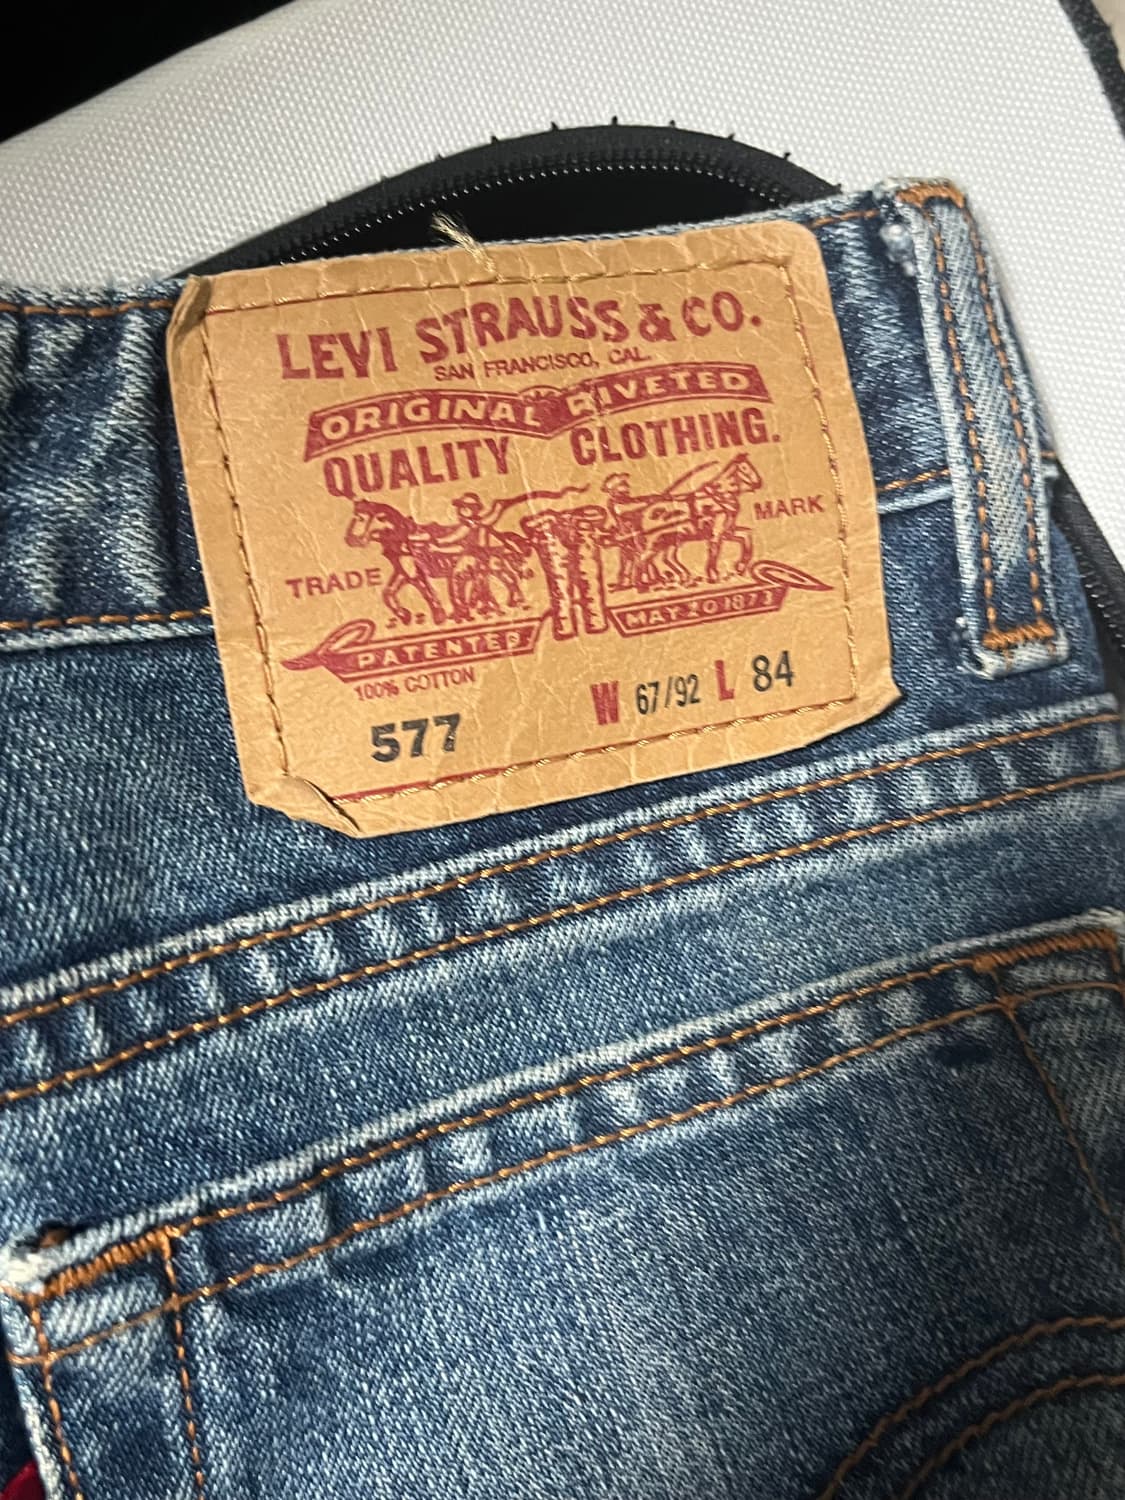 LEVI STRAUSS & CO.
SAN FRANCISCO, CAL.
ORIGINAL RIVETED
QUALITY CLOTHING.
TRADE MARK
PATENTED MAY 20 1873
100% COTTON
577 W 67/92 L 84